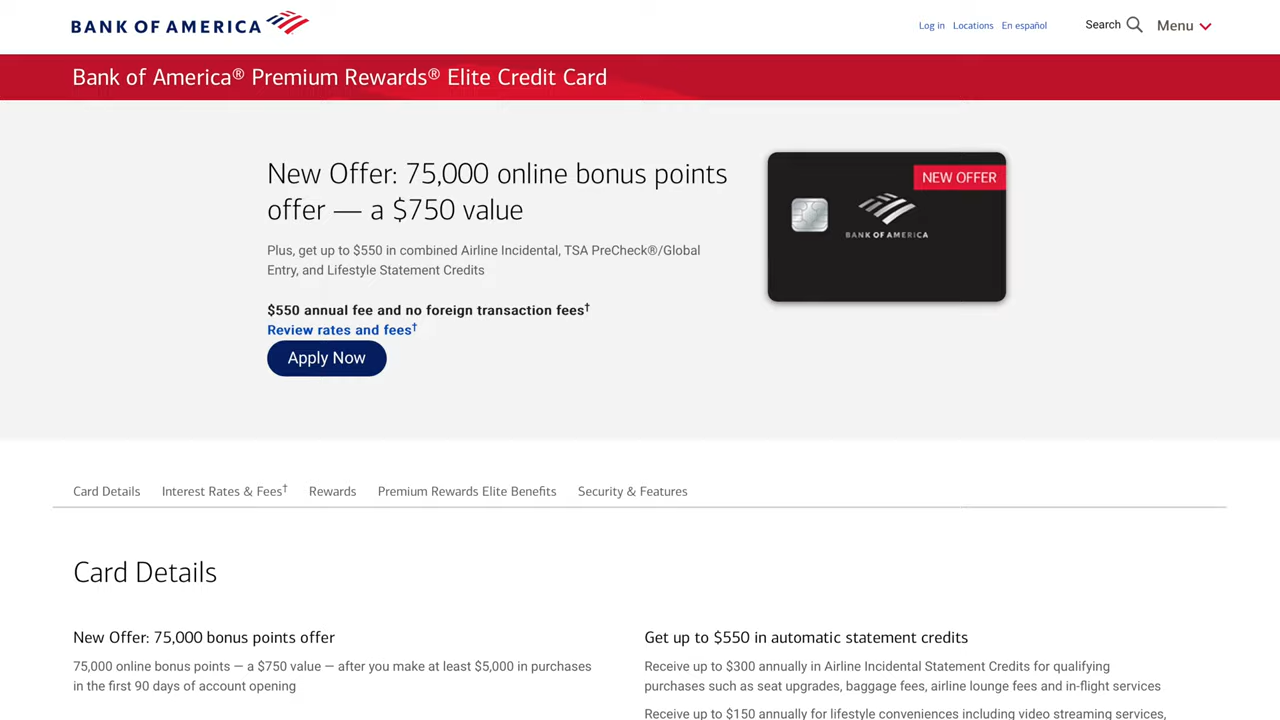 BANK OF AMERICA
Log in Locations En español Search Menu
Bank of America® Premium Rewards® Elite Credit Card
New Offer: 75,000 online bonus points
offer — a $750 value
Plus, get up to $550 in combined Airline Incidental, TSA PreCheck®/Global
Entry, and Lifestyle Statement Credits
$550 annual fee and no foreign transaction fees†
Review rates and fees†
Apply Now
NEW OFFER
BANK OF AMERICA
Card Details Interest Rates & Fees† Rewards Premium Rewards Elite Benefits Security & Features
Card Details
New Offer: 75,000 bonus points offer
75,000 online bonus points — a $750 value — after you make at least $5,000 in purchases
in the first 90 days of account opening
Get up to $550 in automatic statement credits
Receive up to $300 annually in Airline Incidental Statement Credits for qualifying
purchases such as seat upgrades, baggage fees, airline lounge fees and in-flight services
Receive up to $150 annually for lifestyle conveniences including video streaming services,